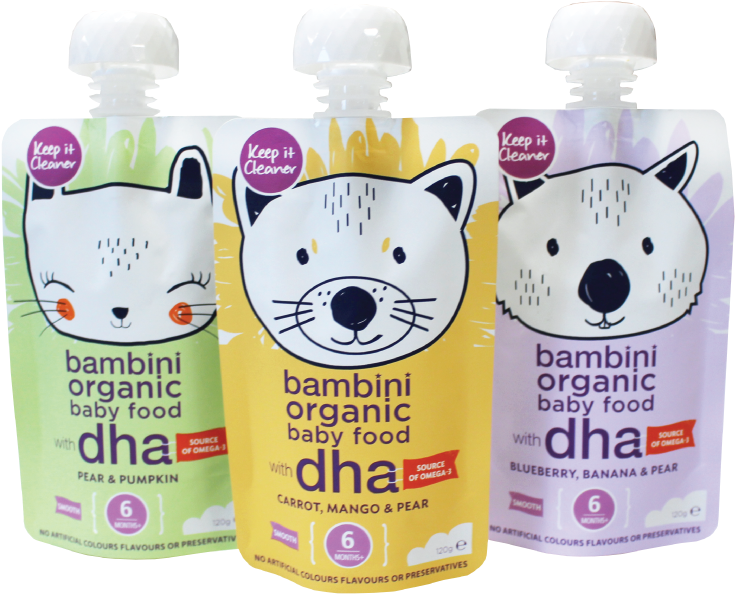 Keep it
Cleaner
bambini
organic
baby food
with dha
SOURCE
OF OMEGA-3
PEAR & PUMPKIN
SMOOTH
6
MONTHS+
120g
NO ARTIFICIAL COLOURS FLAVOURS OR PRESERVATIVES
Keep it
Cleaner
bambini
organic
baby food
with dha
SOURCE
OF OMEGA-3
CARROT, MANGO & PEAR
SMOOTH
6
MONTHS+
120g ℮
NO ARTIFICIAL COLOURS FLAVOURS OR PRESERVATIVES
Keep it
Cleaner
bambini
organic
baby food
with dha
SOURCE
OF OMEGA-3
BLUEBERRY, BANANA & PEAR
SMOOTH
6
MONTHS+
120g ℮
NO ARTIFICIAL COLOURS FLAVOURS OR PRESERVATIVES